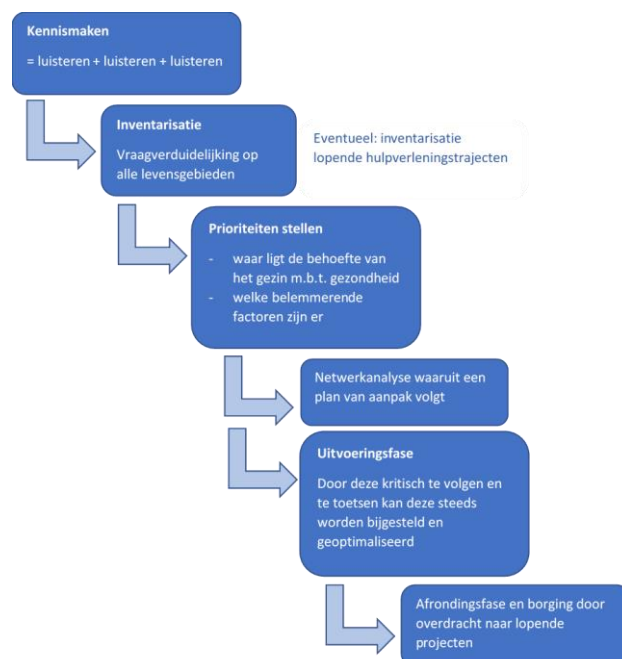 Kennismaken
= luisteren + luisteren + luisteren
Inventarisatie
Vraagverduidelijking op
alle levensgebieden
Eventueel: inventarisatie
lopende hulpverleningstrajecten
Prioriteiten stellen
- waar ligt de behoefte van
het gezin m.b.t. gezondheid
- welke belemmerende
factoren zijn er
Netwerkanalyse waaruit een
plan van aanpak volgt
Uitvoeringsfase
Door deze kritisch te volgen en
te toetsen kan deze steeds
worden bijgesteld en
geoptimaliseerd
Afrondingsfase en borging door
overdracht naar lopende
projecten